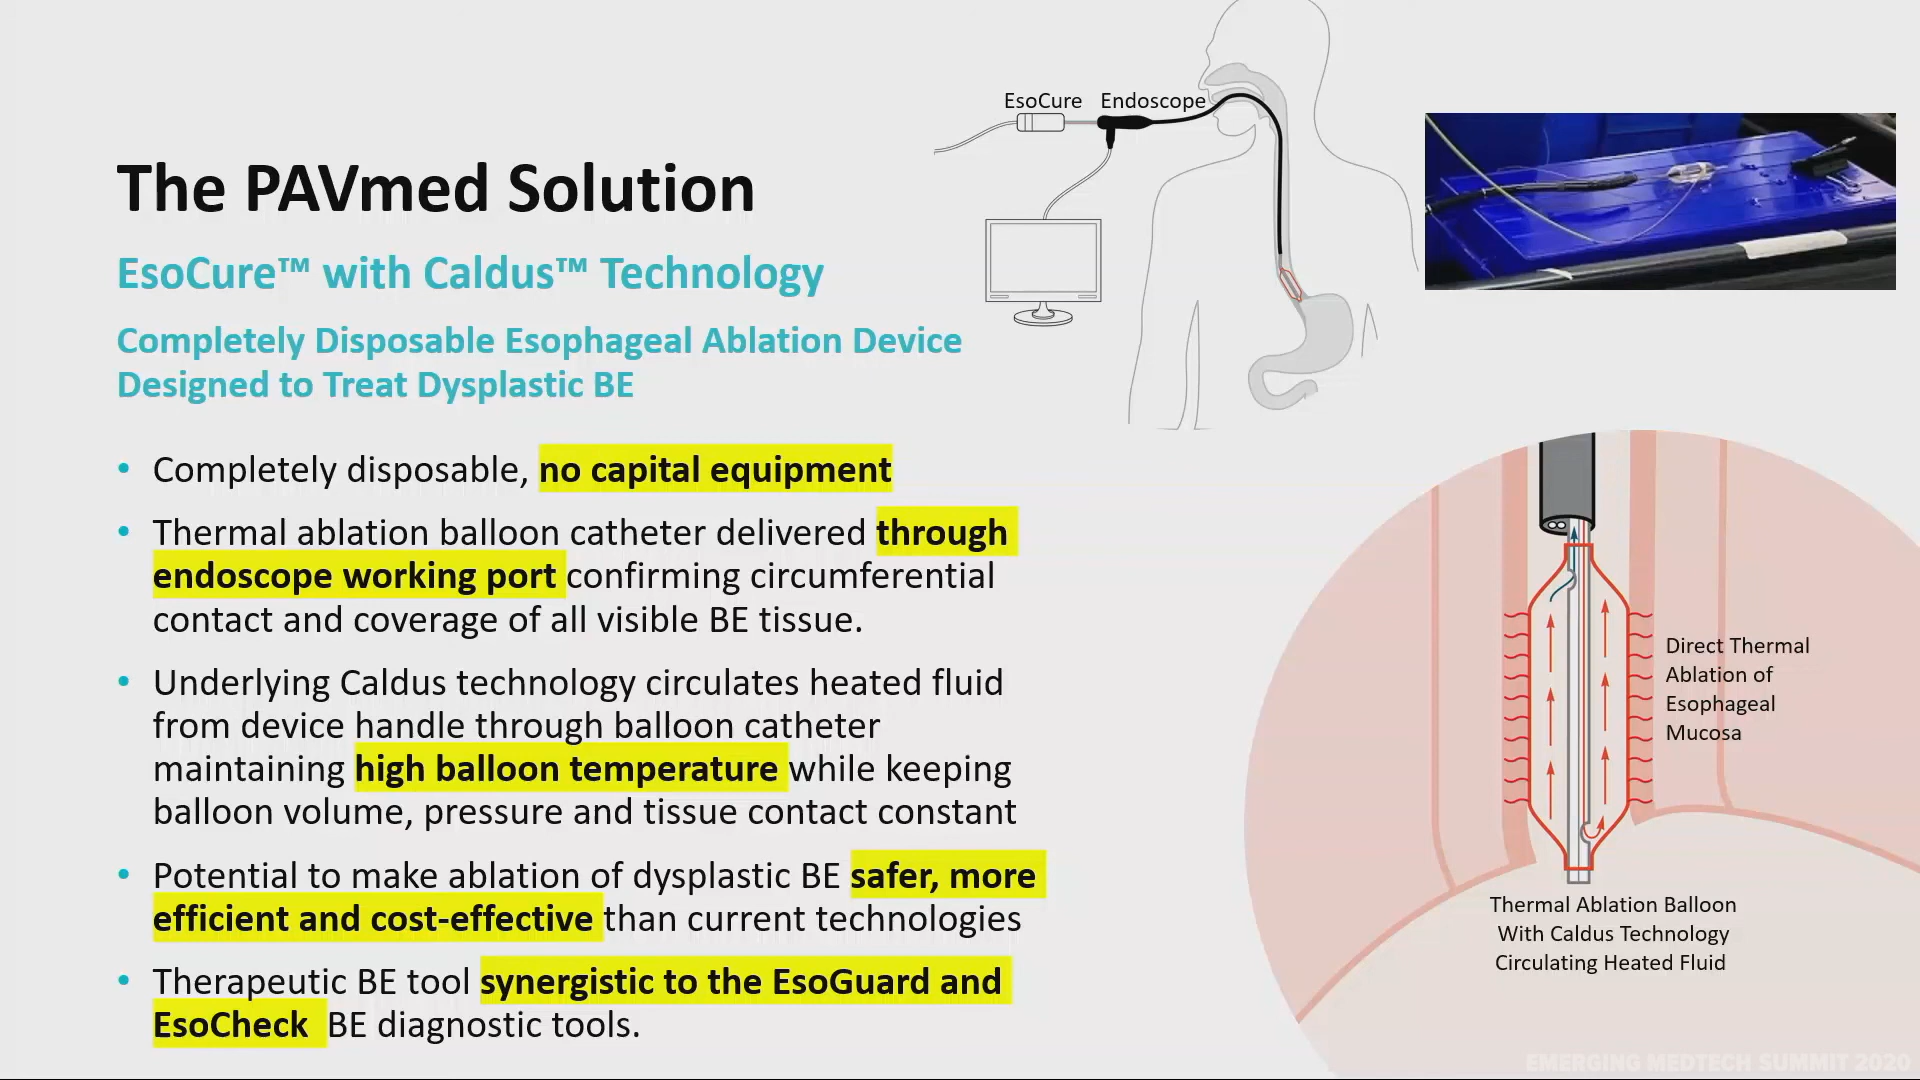 EsoCure Endoscope
The PAVmed Solution
EsoCure™ with Caldus™ Technology
Completely Disposable Esophageal Ablation Device
Designed to Treat Dysplastic BE
• Completely disposable, no capital equipment
• Thermal ablation balloon catheter delivered through
endoscope working port confirming circumferential
contact and coverage of all visible BE tissue.
• Underlying Caldus technology circulates heated fluid
from device handle through balloon catheter
maintaining high balloon temperature while keeping
balloon volume, pressure and tissue contact constant
• Potential to make ablation of dysplastic BE safer, more
efficient and cost-effective than current technologies
• Therapeutic BE tool synergistic to the EsoGuard and
EsoCheck BE diagnostic tools.
Direct Thermal
Ablation of
Esophageal
Mucosa
Thermal Ablation Balloon
With Caldus Technology
Circulating Heated Fluid
EMERGING MEDTECH SUMMIT 2020